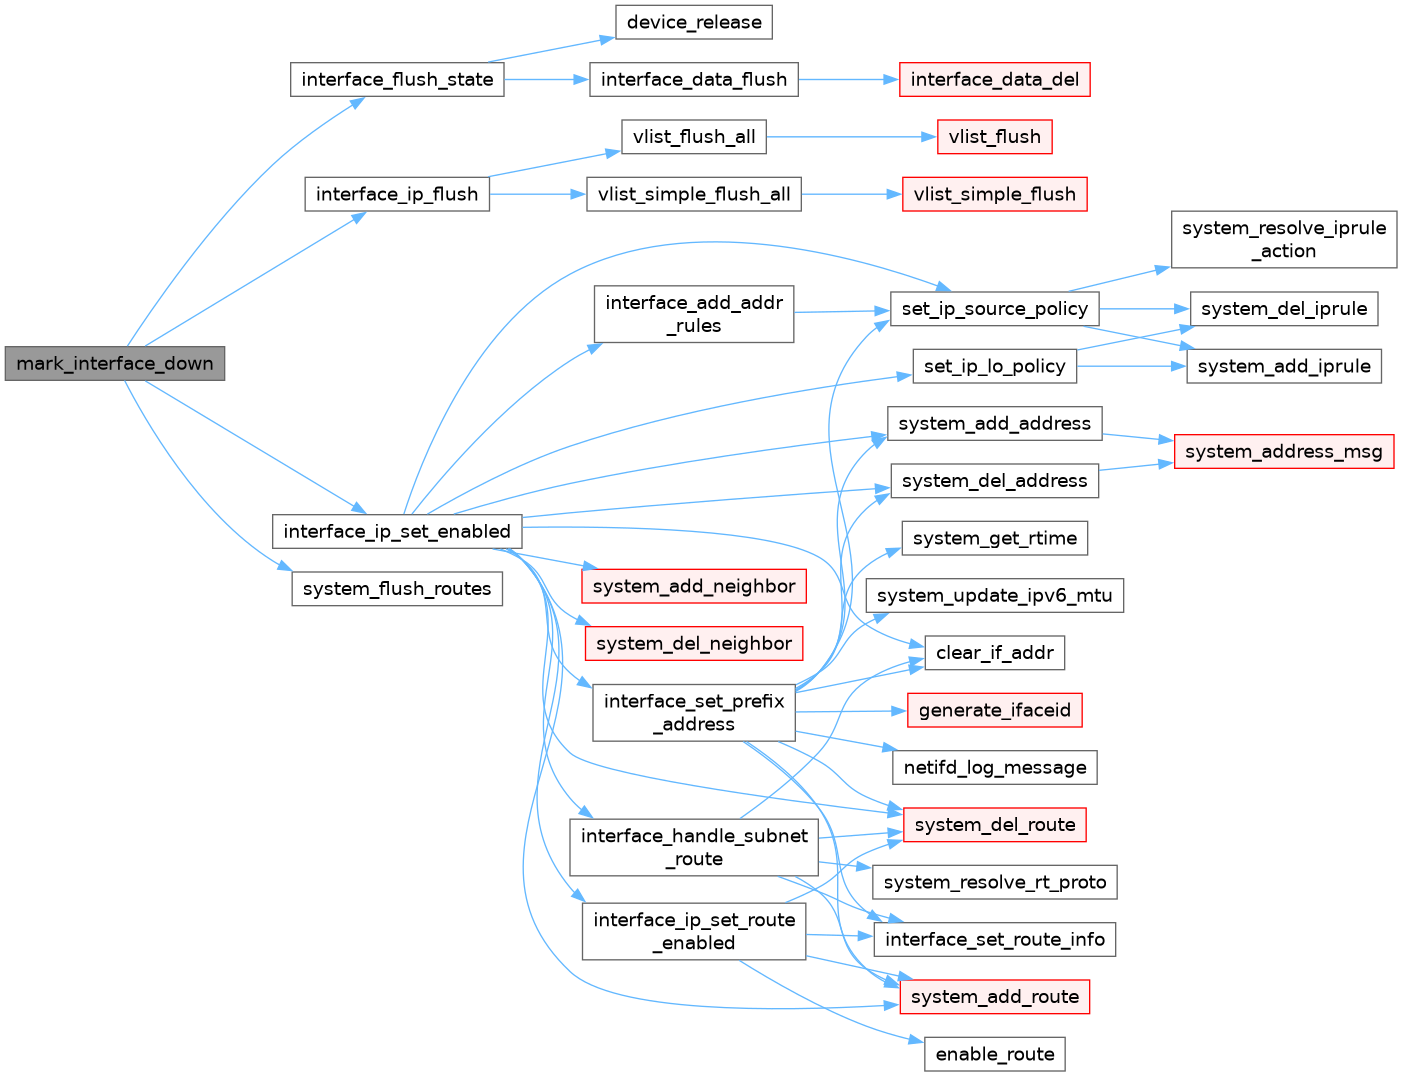 device_release
interface_flush_state
interface_data_flush
interface_data_del
vlist_flush_all
vlist_flush
interface_ip_flush
vlist_simple_flush_all
vlist_simple_flush
system_resolve_iprule
_action
interface_add_addr
_rules
set_ip_source_policy
system_del_iprule
mark_interface_down
set_ip_lo_policy
system_add_iprule
system_add_address
system_address_msg
system_del_address
interface_ip_set_enabled
system_get_rtime
system_flush_routes
system_add_neighbor
system_update_ipv6_mtu
system_del_neighbor
clear_if_addr
interface_set_prefix
_address
generate_ifaceid
netifd_log_message
system_del_route
interface_handle_subnet
_route
system_resolve_rt_proto
interface_ip_set_route
_enabled
interface_set_route_info
system_add_route
enable_route